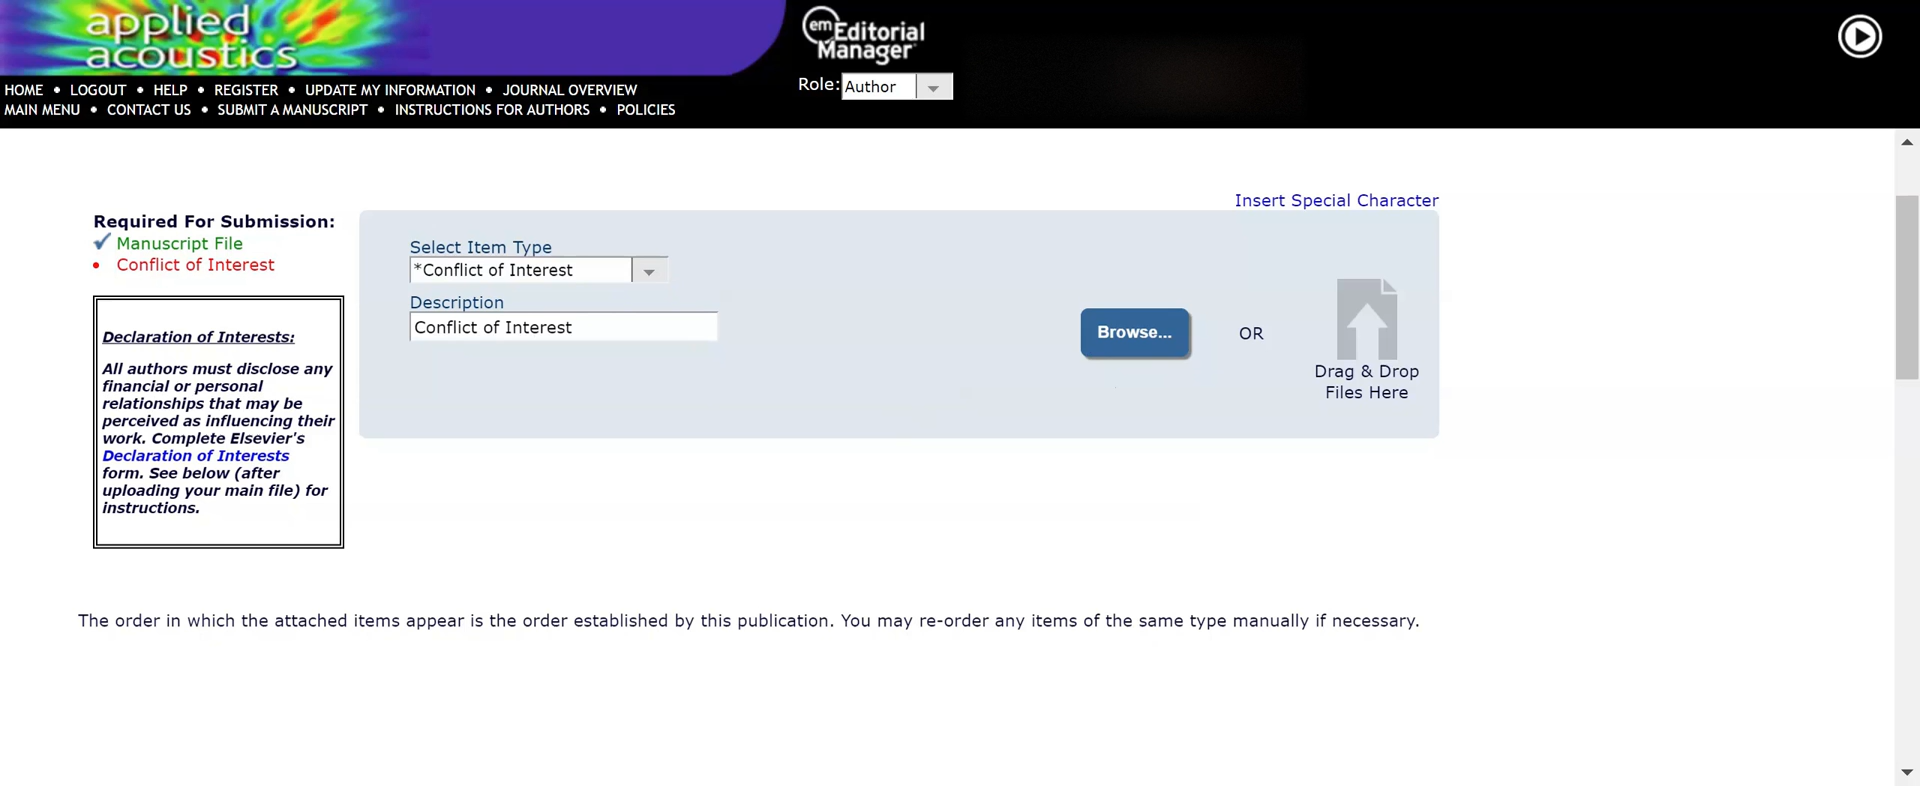 applied
acoustics
em Editorial
Manager
Role: Author
HOME • LOGOUT • HELP • REGISTER • UPDATE MY INFORMATION • JOURNAL OVERVIEW
MAIN MENU • CONTACT US • SUBMIT A MANUSCRIPT • INSTRUCTIONS FOR AUTHORS • POLICIES
Insert Special Character
Required For Submission:
Manuscript File
• Conflict of Interest
Declaration of Interests:
All authors must disclose any
financial or personal
relationships that may be
perceived as influencing their
work. Complete Elsevier's
Declaration of Interests
form. See below (after
uploading your main file) for
instructions.
Select Item Type
*Conflict of Interest
Description
Conflict of Interest
Browse...
OR
Drag & Drop
Files Here
The order in which the attached items appear is the order established by this publication. You may re-order any items of the same type manually if necessary.